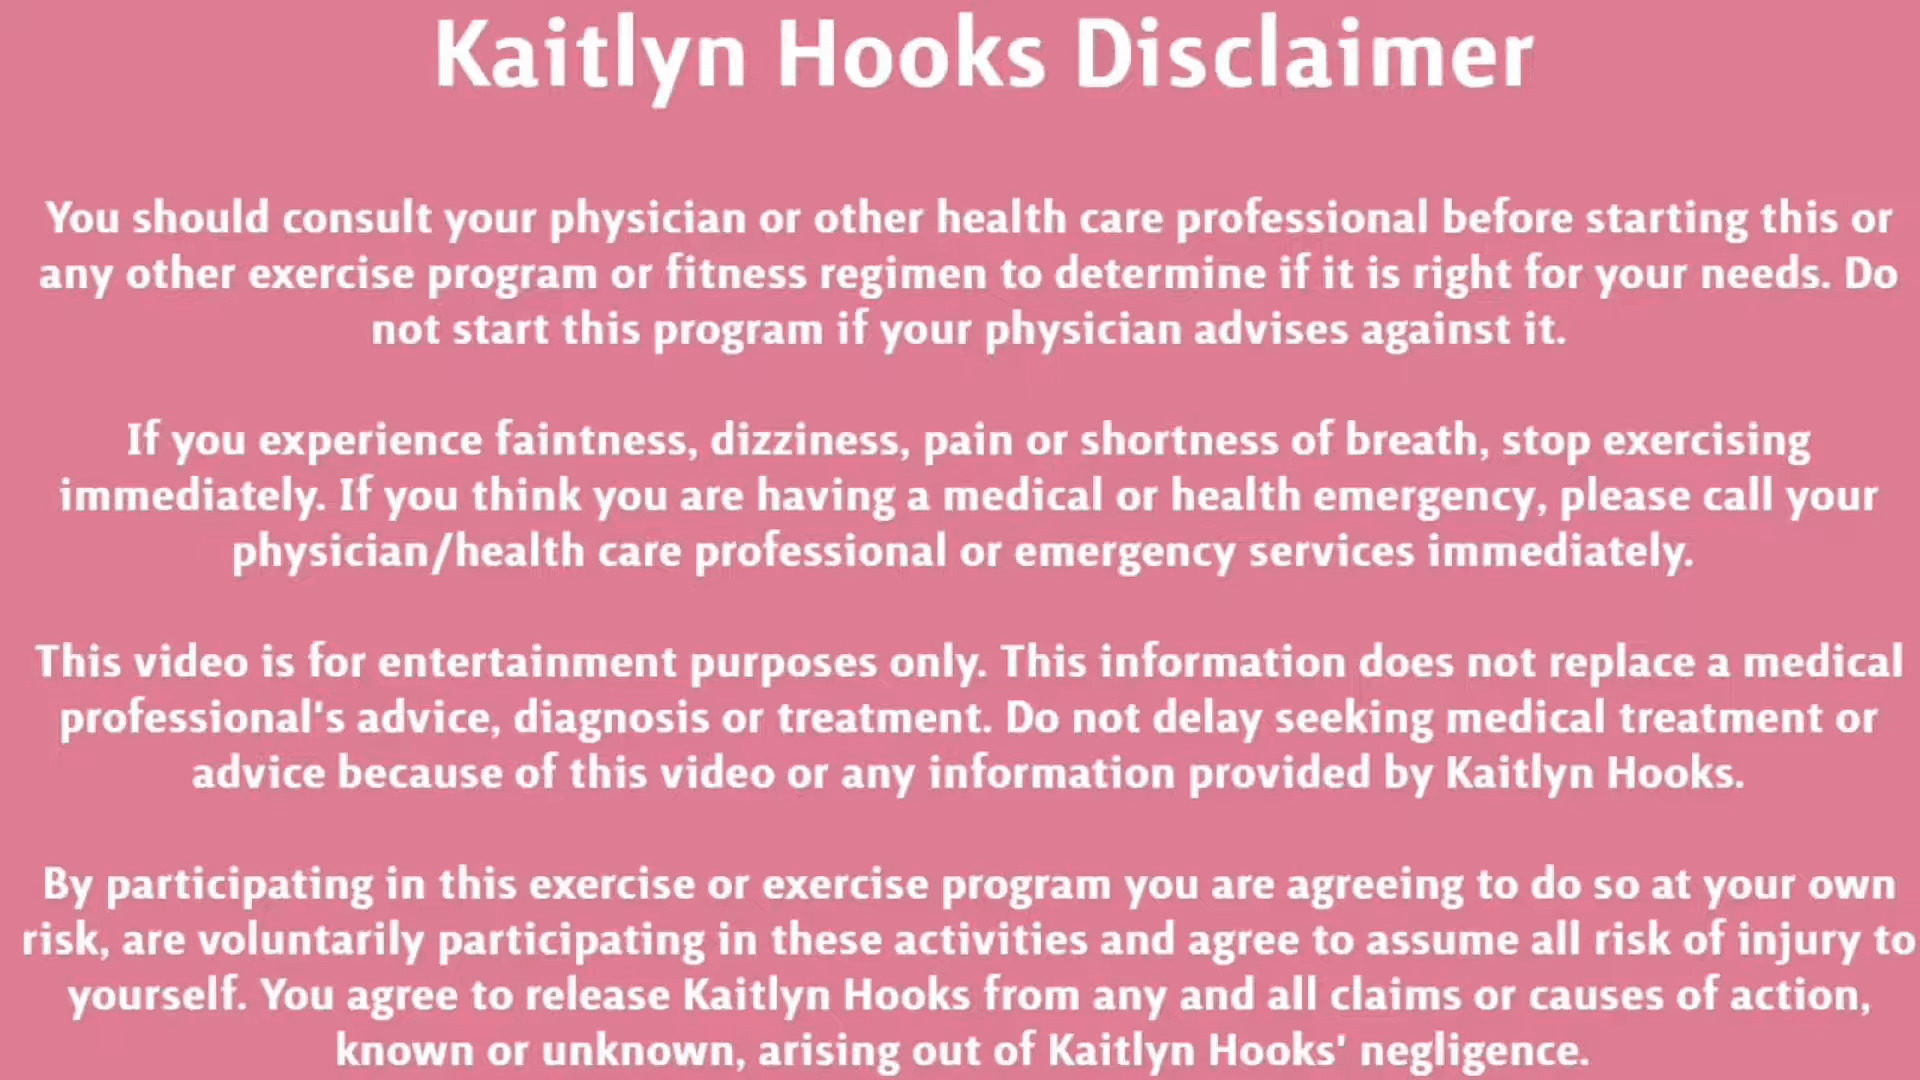 Kaitlyn Hooks Disclaimer
You should consult your physician or other health care professional before starting this or
any other exercise program or fitness regimen to determine if it is right for your needs. Do
not start this program if your physician advises against it.
If you experience faintness, dizziness, pain or shortness of breath, stop exercising
immediately. If you think you are having a medical or health emergency, please call your
physician/health care professional or emergency services immediately.
This video is for entertainment purposes only. This information does not replace a medical
professional's advice, diagnosis or treatment. Do not delay seeking medical treatment or
advice because of this video or any information provided by Kaitlyn Hooks.
By participating in this exercise or exercise program you are agreeing to do so at your own
risk, are voluntarily participating in these activities and agree to assume all risk of injury to
yourself. You agree to release Kaitlyn Hooks from any and all claims or causes of action,
known or unknown, arising out of Kaitlyn Hooks' negligence.